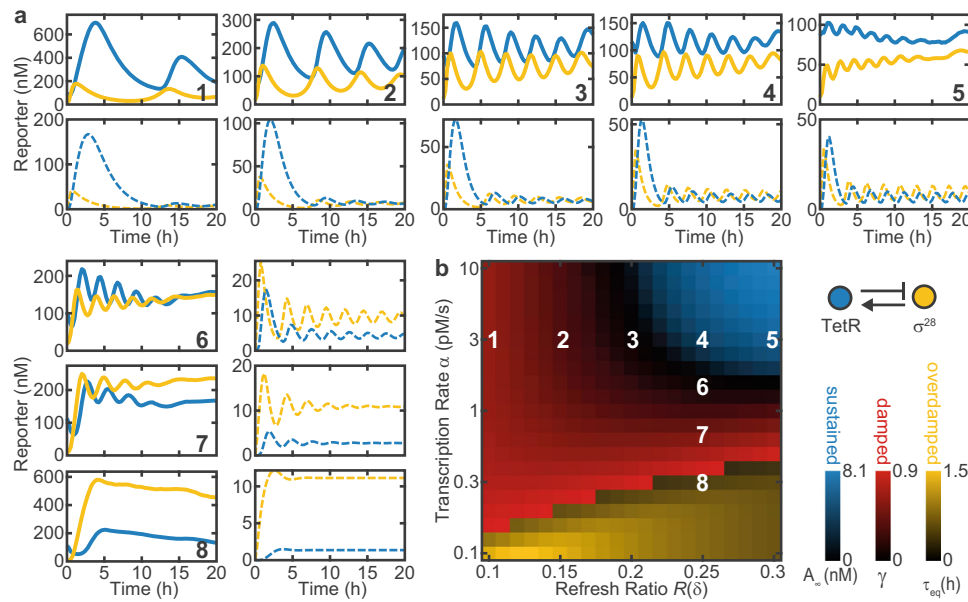 a
600
400
200
0
0
10
20
1
300
200
100
0
2
150
100
50
0
3
150
100
50
0
4
100
50
0
5
Reporter (nM)
200
100
0
0 10 20
Time (h)
100
50
0
0 10 20
Time (h)
50
0
0 5 10 15 20
Time (h)
50
0
0 5 10 15 20
Time (h)
50
0
0 5 10 15 20
Time (h)
200
100
0
6
20
10
0
b
Reporter (nM)
200
100
0
7
20
10
0
600
400
200
0
8
0 5 10 15 20
Time (h)
10
5
0
0 5 10 15 20
Time (h)
Transcription Rate α (pM/s)
10
3
1
0.3
0.1
1 2 3 4 5
6
7
8
0.1 0.15 0.2 0.25 0.3
Refresh Ratio R(δ)
TetR
σ²⁸
sustained
damped
overdamped
8.1
0.9
1.5
0
0
0
A∞(nM)
γ
τeq(h)